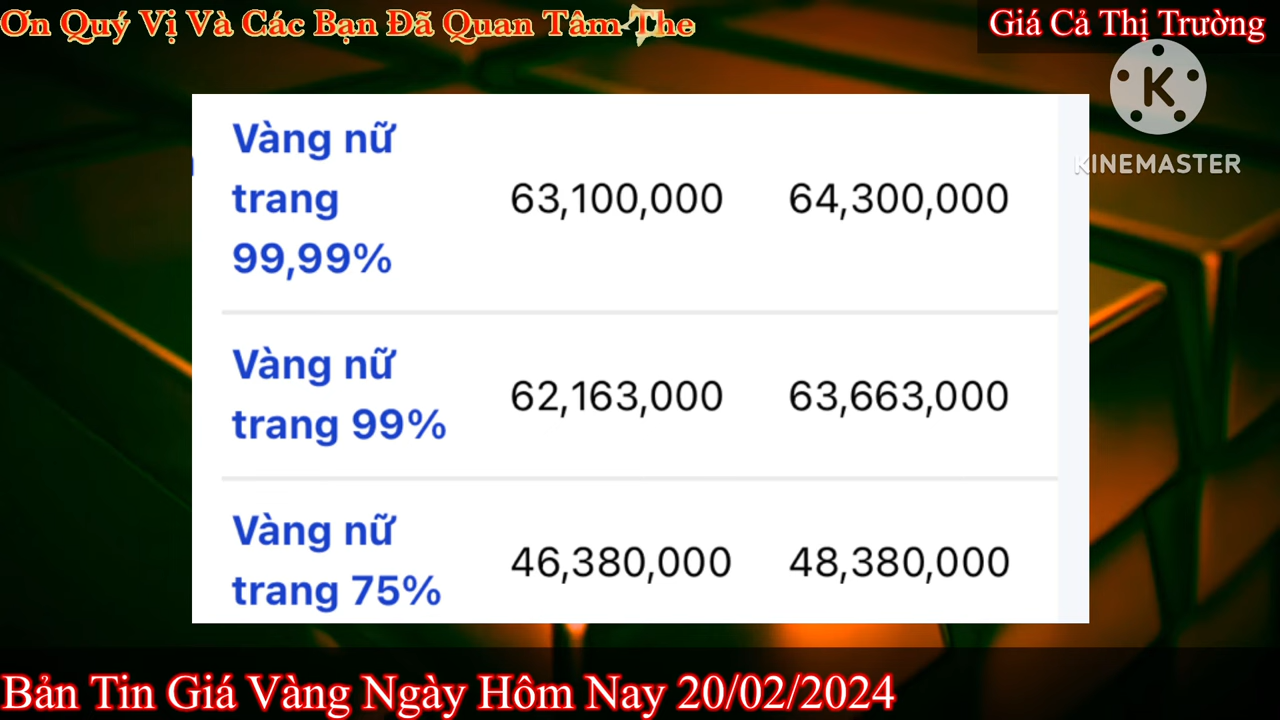 Ơn Quý Vị Và Các Bạn Đã Quan Tâm The
Giá Cả Thị Trường
K
KINEMASTER
Vàng nữ
trang
99,99%
63,100,000
64,300,000
Vàng nữ
trang 99%
62,163,000
63,663,000
Vàng nữ
trang 75%
46,380,000
48,380,000
Bản Tin Giá Vàng Ngày Hôm Nay 20/02/2024